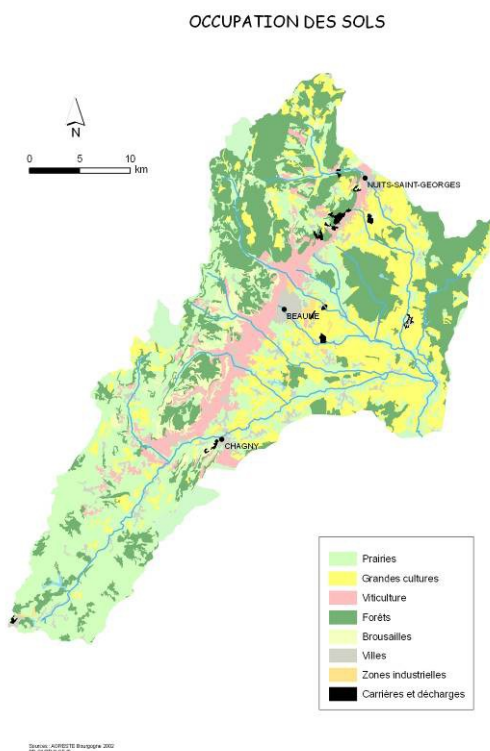 OCCUPATION DES SOLS
N
0 5 10
km
NUITS-SAINT-GEORGES
BEAUNE
CHAGNY
Prairies
Grandes cultures
Viticulture
Forêts
Brousailles
Villes
Zones industrielles
Carrières et décharges
Sources : AGRESTE Bourgogne 2002